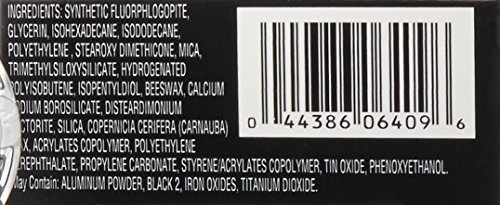 INGREDIENTS: SYNTHETIC FLUORPHLOGOPITE,
GLYCERIN, ISOHEXADECANE, ISODODECANE,
POLYETHYLENE , STEAROXY DIMETHICONE, MICA,
TRIMETHYLSILOXYSILICATE, HYDROGENATED
POLYISOBUTENE, ISOPENTYLDIOL, BEESWAX, CALCIUM
SODIUM BOROSILICATE, DISTEARDIMONIUM
HECTORITE, SILICA, COPERNICIA CERIFERA (CARNAUBA)
WAX, ACRYLATES COPOLYMER, POLYETHYLENE
TEREPHTHALATE, PROPYLENE CARBONATE, STYRENE/ACRYLATES COPOLYMER, TIN OXIDE, PHENOXYETHANOL.
May Contain: ALUMINUM POWDER, BLACK 2, IRON OXIDES, TITANIUM DIOXIDE.
0 44386 06409 6